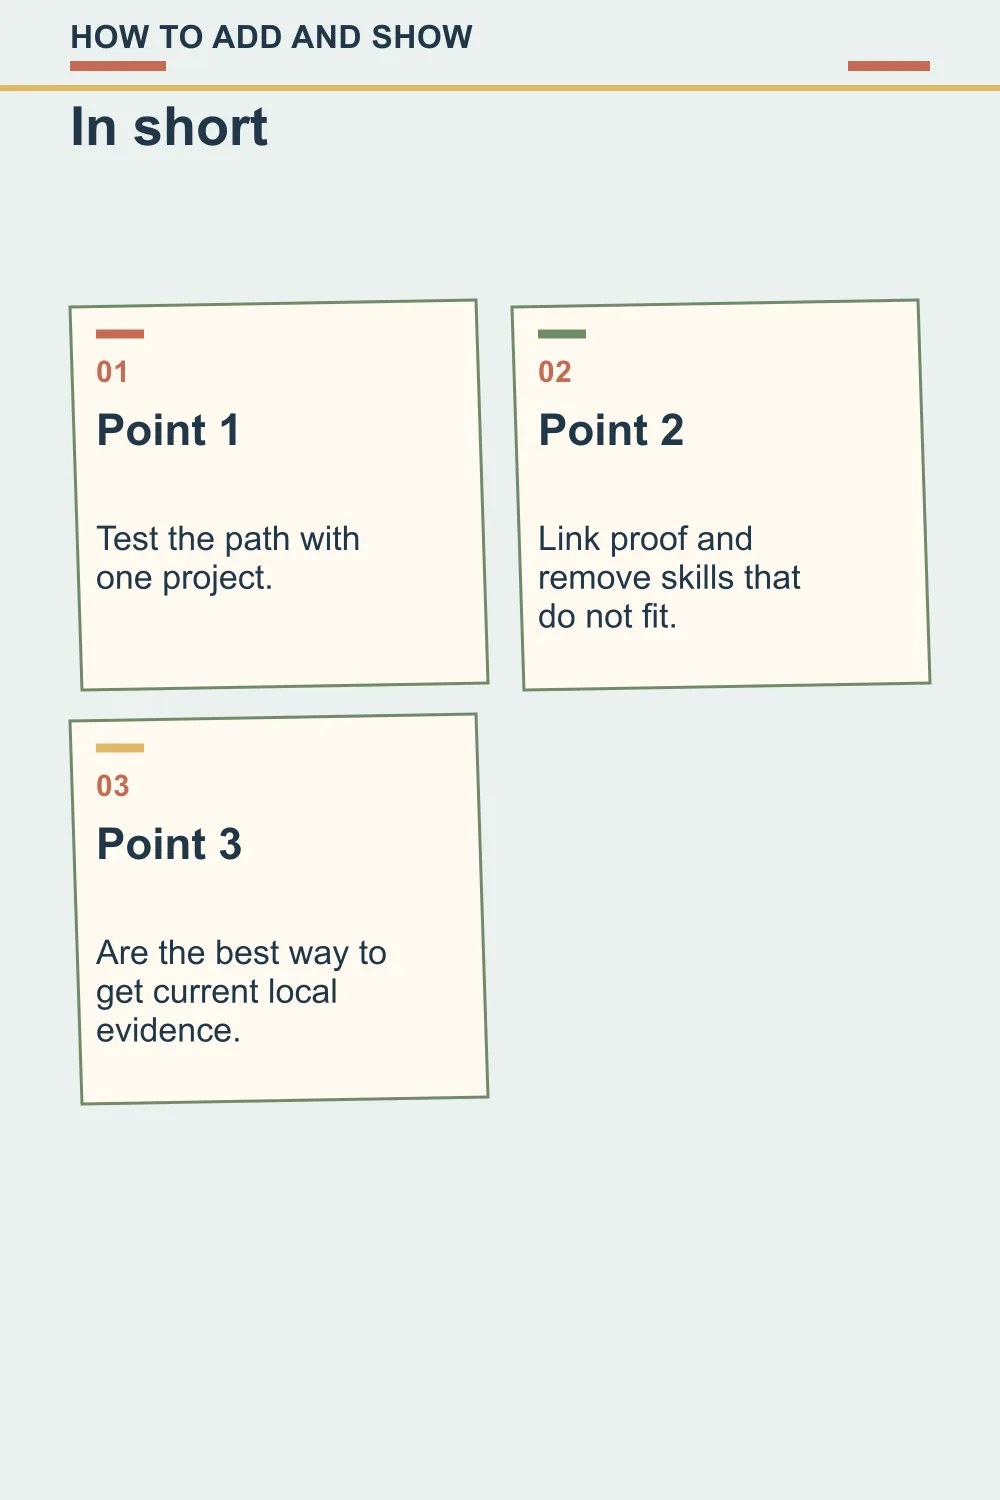 HOW TO ADD AND SHOW
In short
01
Point 1
Test the path with
one project.
02
Point 2
Link proof and
remove skills that
do not fit.
03
Point 3
Are the best way to
get current local
evidence.